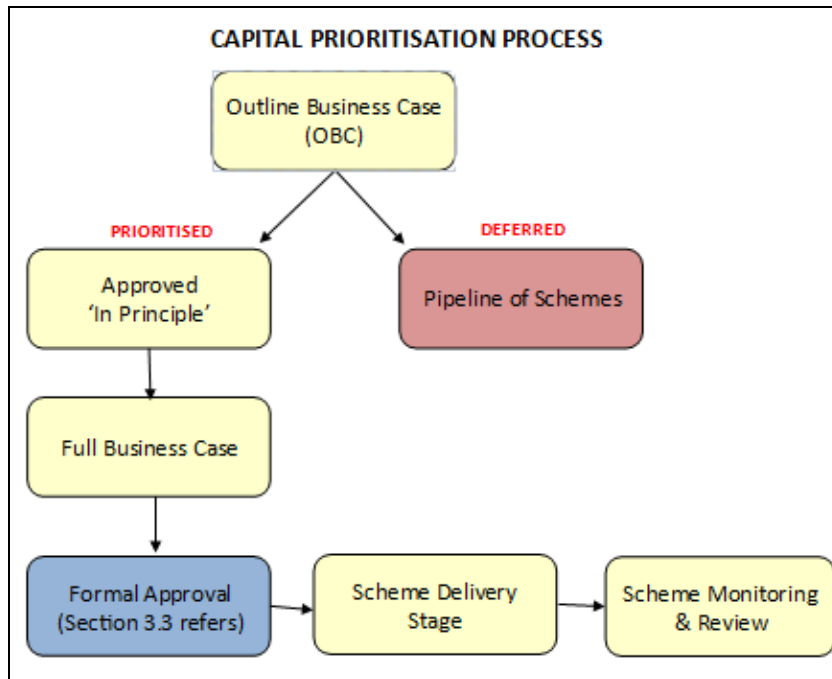 CAPITAL PRIORITISATION PROCESS
Outline Business Case
(OBC)
PRIORITISED
DEFERRED
Approved
‘In Principle’
Pipeline of Schemes
Full Business Case
Formal Approval
(Section 3.3 refers)
Scheme Delivery
Stage
Scheme Monitoring
& Review